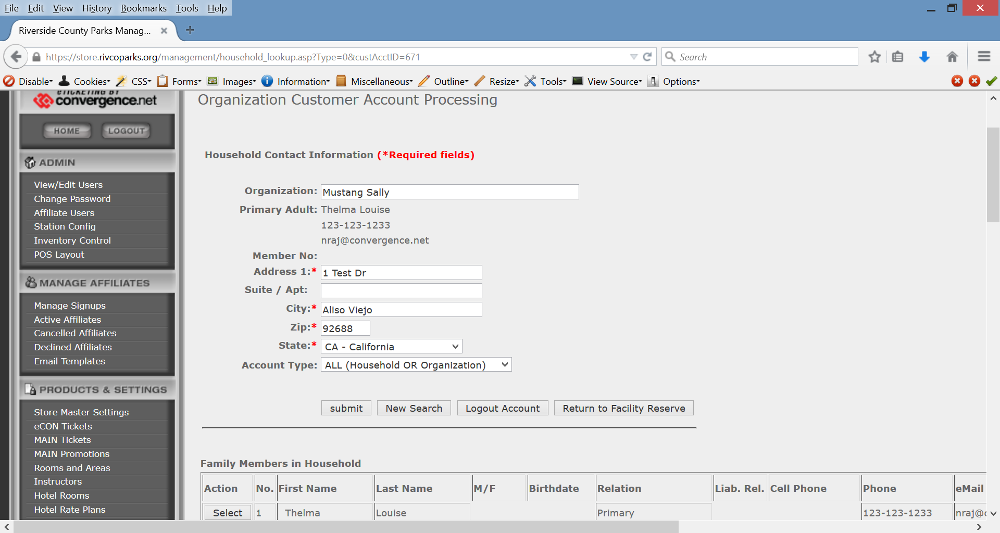 File Edit View History Bookmarks Tools Help
Riverside County Parks Manag...
https://store.rivcoparks.org/management/household_lookup.asp?Type=0&custAcctID=671
Search
Disable Cookies CSS Forms Images Information Miscellaneous Outline Resize Tools View Source Options
ETICKETING BY
convergence.net
HOME LOGOUT
ADMIN
View/Edit Users
Change Password
Affiliate Users
Station Config
Inventory Control
POS Layout
MANAGE AFFILIATES
Manage Signups
Active Affiliates
Cancelled Affiliates
Declined Affiliates
Email Templates
PRODUCTS & SETTINGS
Store Master Settings
eCON Tickets
MAIN Tickets
MAIN Promotions
Rooms and Areas
Instructors
Hotel Rooms
Hotel Rate Plans
Organization Customer Account Processing
Household Contact Information (*Required fields)
Organization: Mustang Sally
Primary Adult: Thelma Louise
123-123-1233
nraj@convergence.net
Member No:
Address 1:* 1 Test Dr
Suite / Apt:
City:* Aliso Viejo
Zip:* 92688
State:* CA - California
Account Type: ALL (Household OR Organization)
submit New Search Logout Account Return to Facility Reserve
Family Members in Household
Action No. First Name Last Name M/F Birthdate Relation Liab. Rel. Cell Phone Phone eMail
Select 1 Thelma Louise Primary 123-123-1233 nraj@c